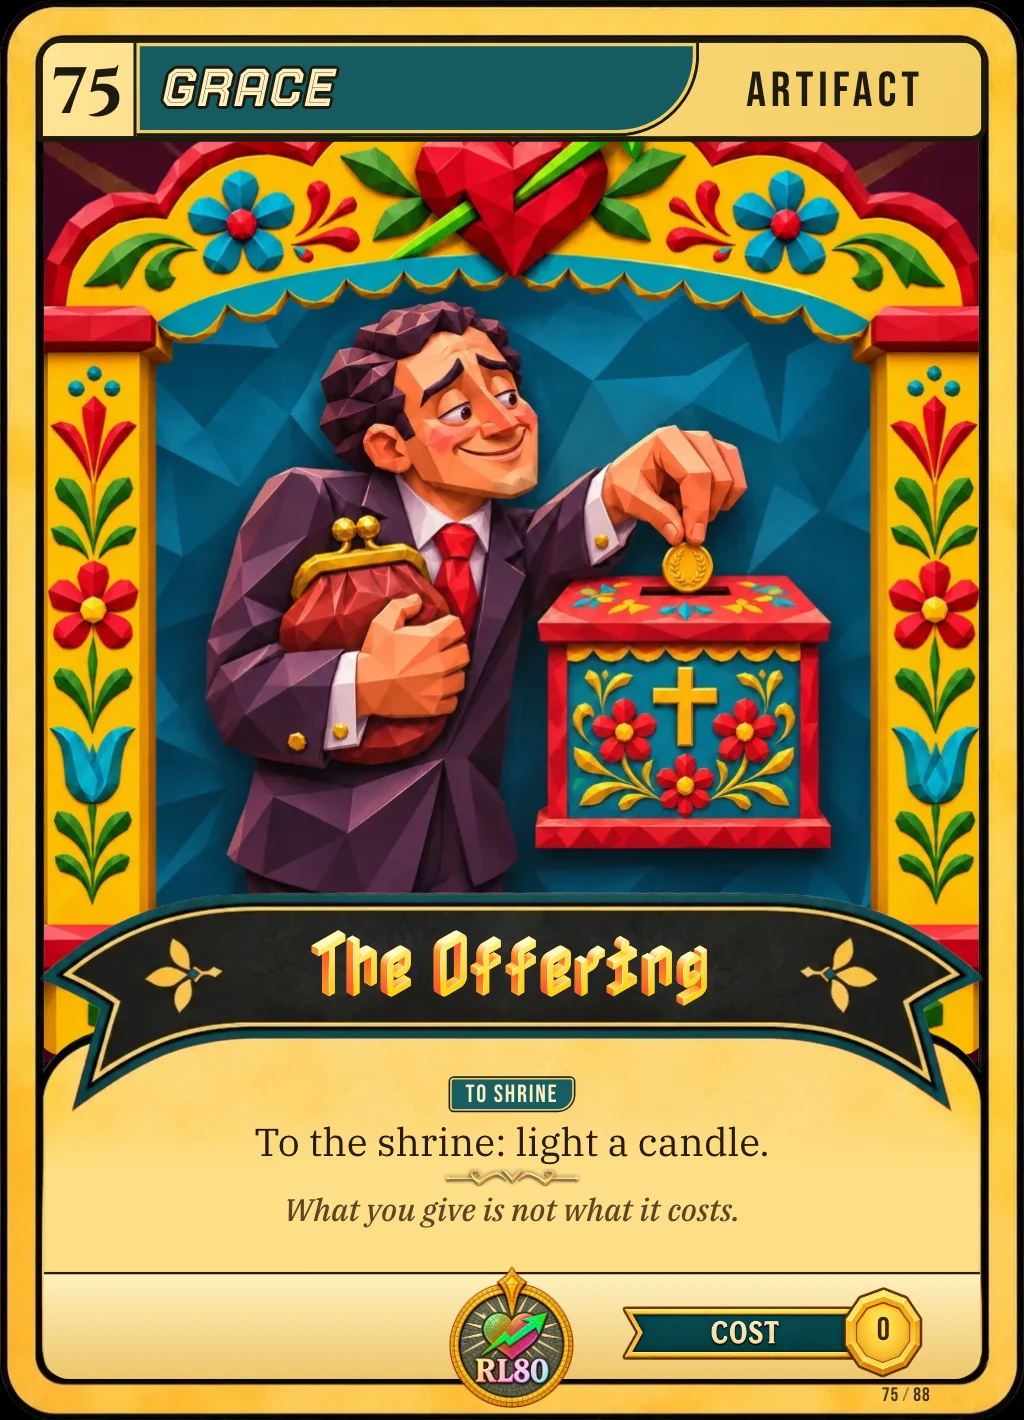 75
GRACE
ARTIFACT
The Offering
TO SHRINE
To the shrine: light a candle.
What you give is not what it costs.
RL80
COST
0
75 / 88